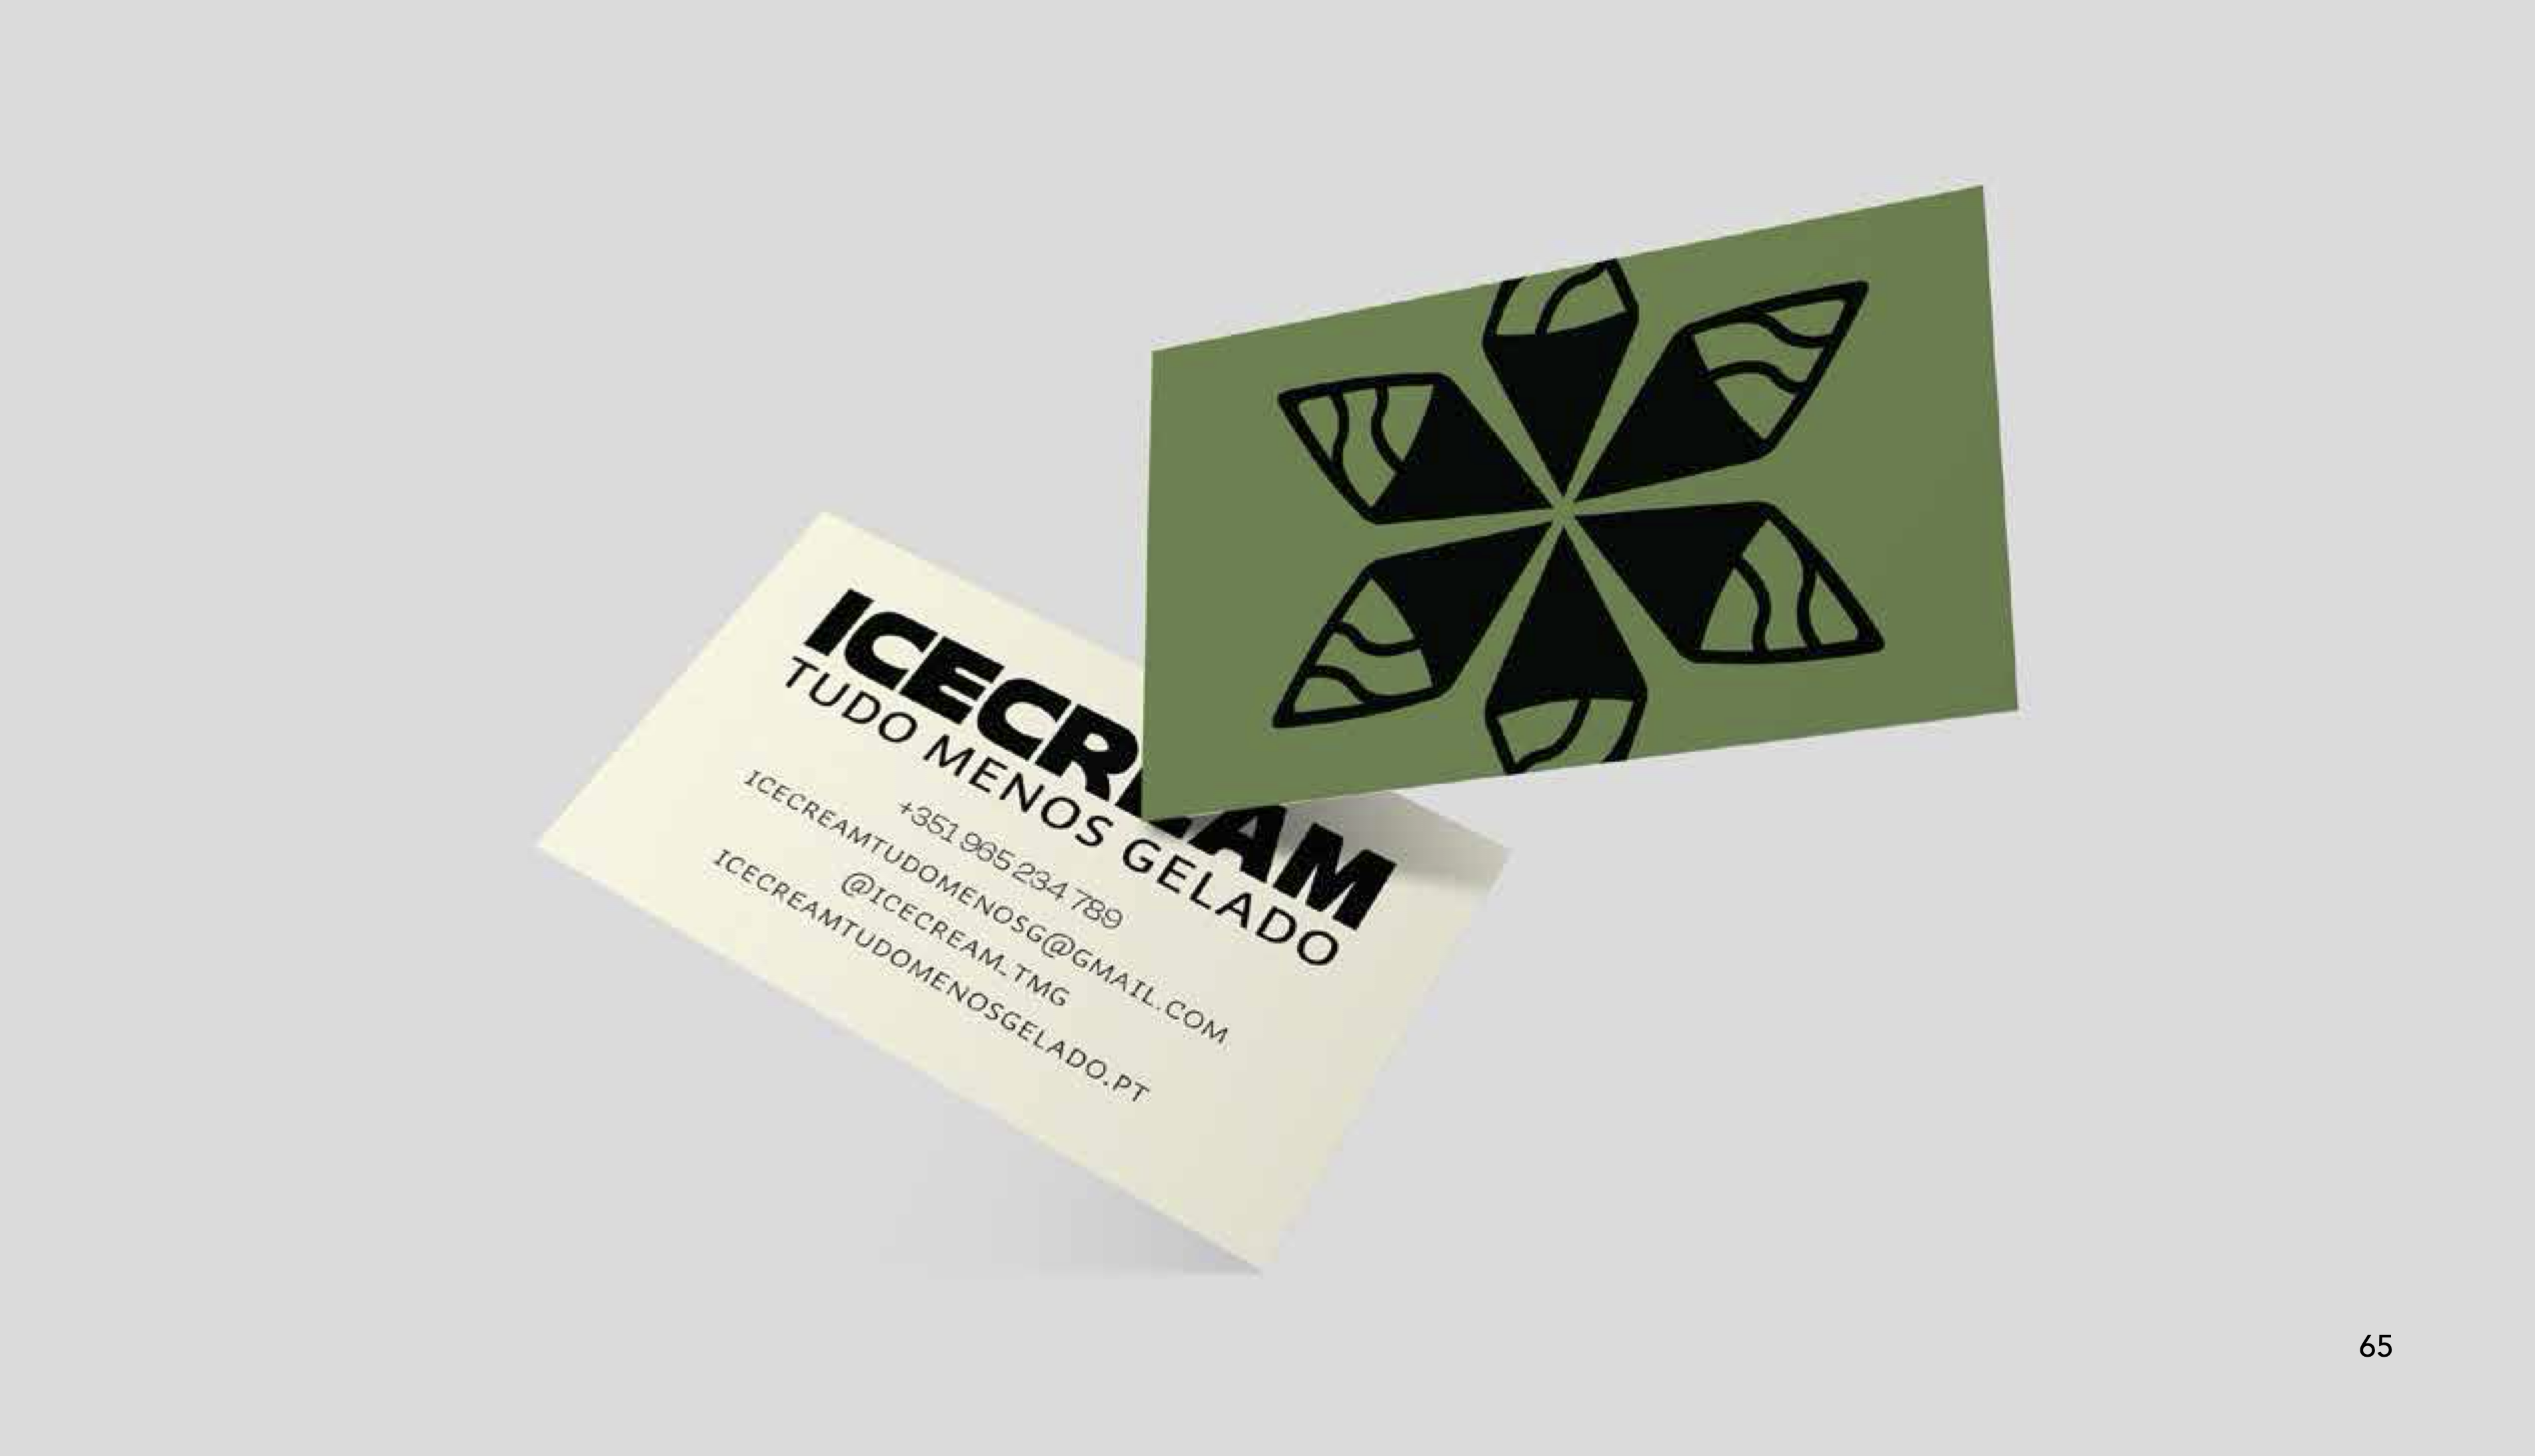 ICECREAM
TUDO MENOS GELADO
+351 965 234 789
ICECREAMTUDOMENOSG@GMAIL.COM
@ICECREAM_TMG
ICECREAMTUDOMENOSGELADO.PT
65